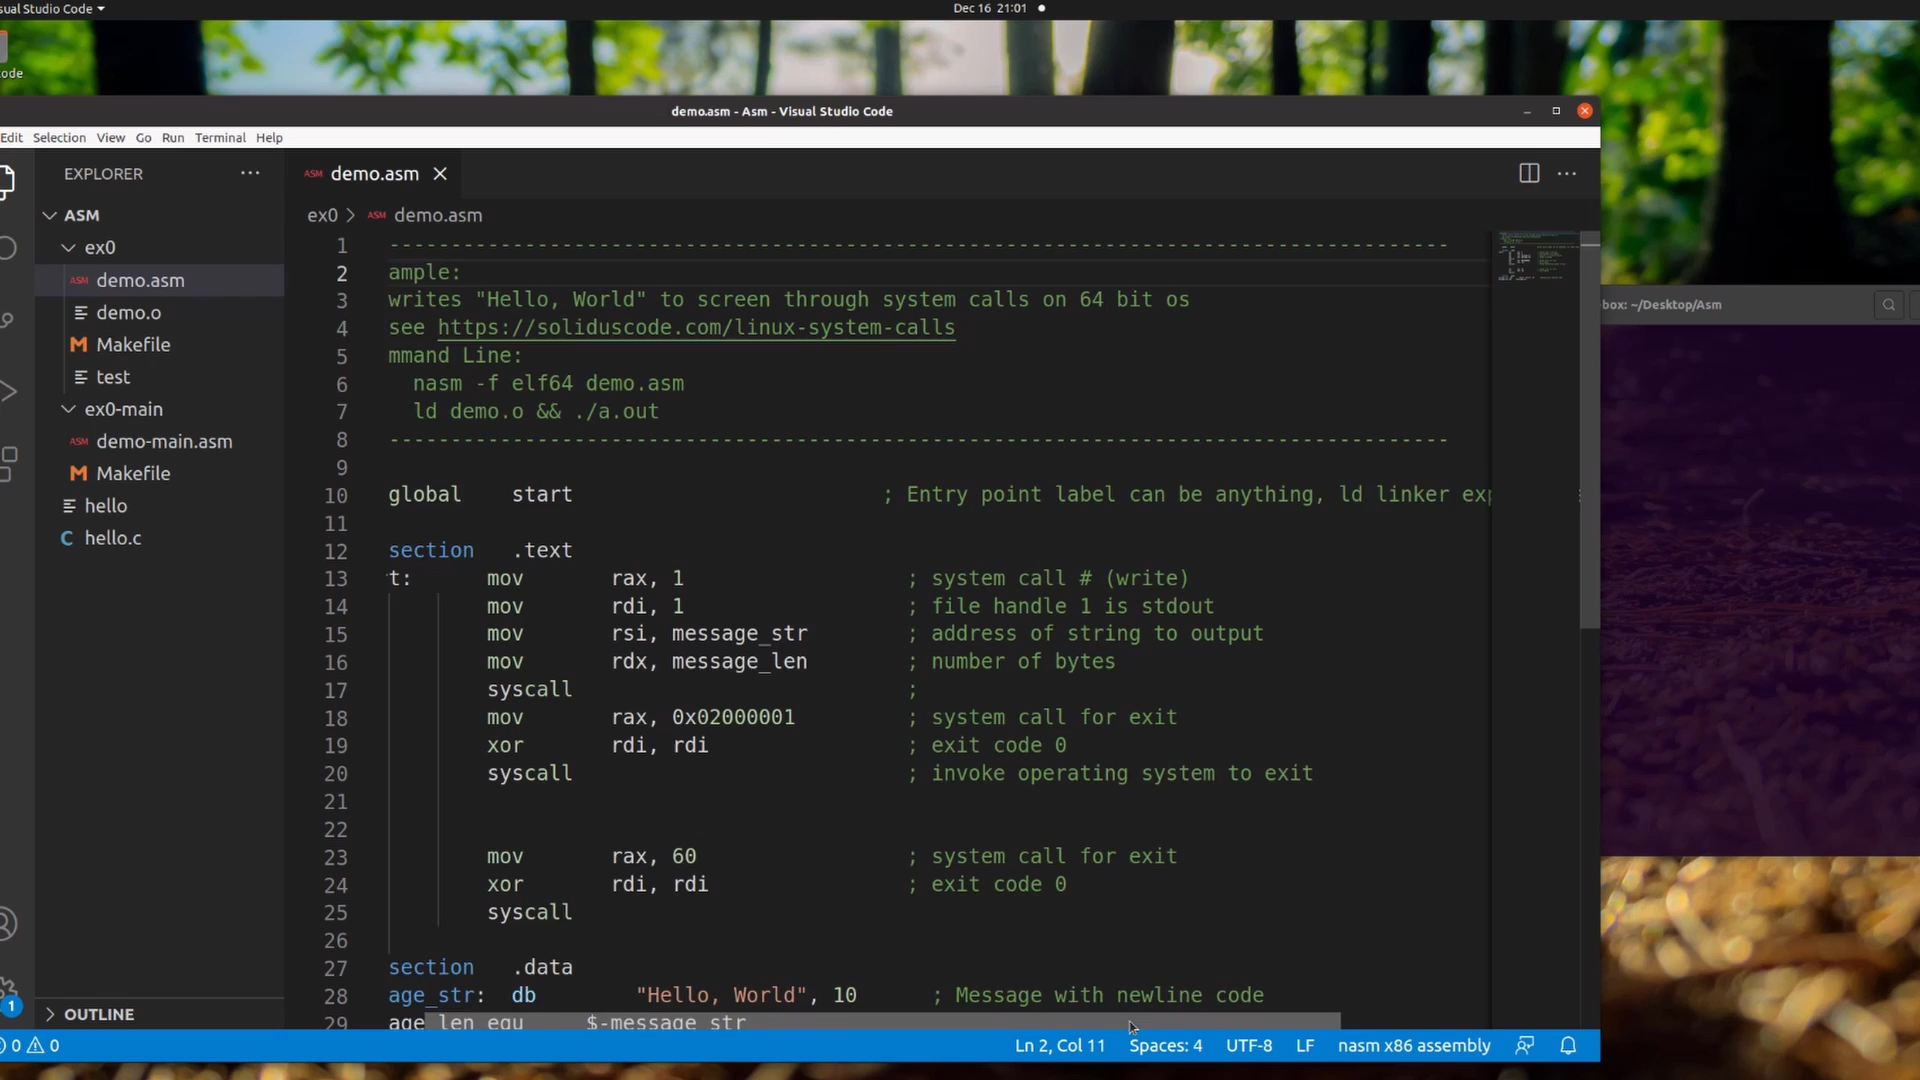 sual Studio Code
Dec 16 21:01
ode
demo.asm - Asm - Visual Studio Code
Edit Selection View Go Run Terminal Help
EXPLORER
ASM
ex0
demo.asm
demo.o
Makefile
test
ex0-main
demo-main.asm
Makefile
hello
hello.c
OUTLINE
ASM demo.asm
ex0 > ASM demo.asm
1 --------------------------------------------------------------------------------------
2 ample:
3 writes "Hello, World" to screen through system calls on 64 bit os
4 see https://soliduscode.com/linux-system-calls
5 mmand Line:
6 nasm -f elf64 demo.asm
7 ld demo.o && ./a.out
8 --------------------------------------------------------------------------------------
9
10 global start ; Entry point label can be anything, ld linker exp
11
12 section .text
13 t: mov rax, 1 ; system call # (write)
14 mov rdi, 1 ; file handle 1 is stdout
15 mov rsi, message_str ; address of string to output
16 mov rdx, message_len ; number of bytes
17 syscall ;
18 mov rax, 0x02000001 ; system call for exit
19 xor rdi, rdi ; exit code 0
20 syscall ; invoke operating system to exit
21
22
23 mov rax, 60 ; system call for exit
24 xor rdi, rdi ; exit code 0
25 syscall
26
27 section .data
28 age_str: db "Hello, World", 10 ; Message with newline code
29 age_len equ $-message_str
box: ~/Desktop/Asm
1
0 0
Ln 2, Col 11 Spaces: 4 UTF-8 LF nasm x86 assembly